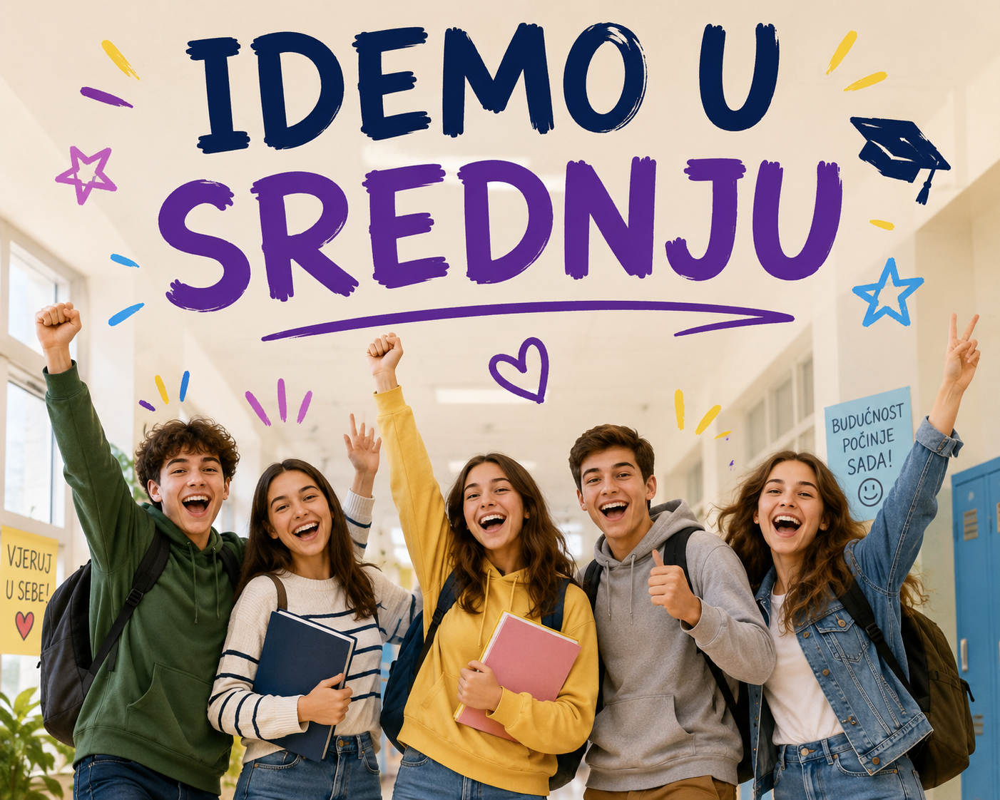 IDEMO U
SREDNJU
BUDUĆNOST
POČINJE
SADA!
VJERUJ
U SEBE!